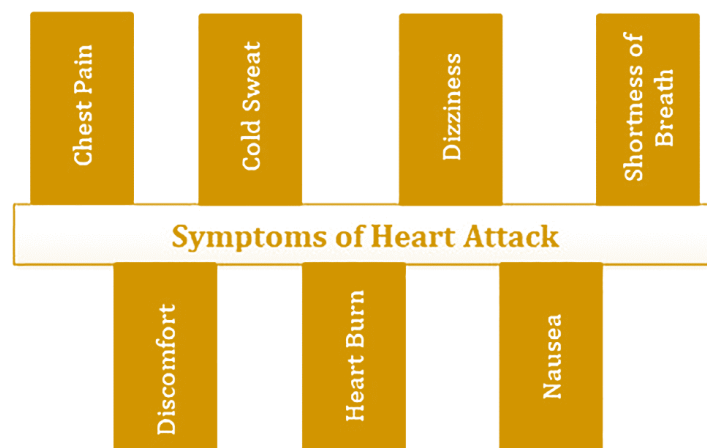 Chest Pain
Cold Sweat
Dizziness
Shortness of
Breath
Symptoms of Heart Attack
Discomfort
Heart Burn
Nausea